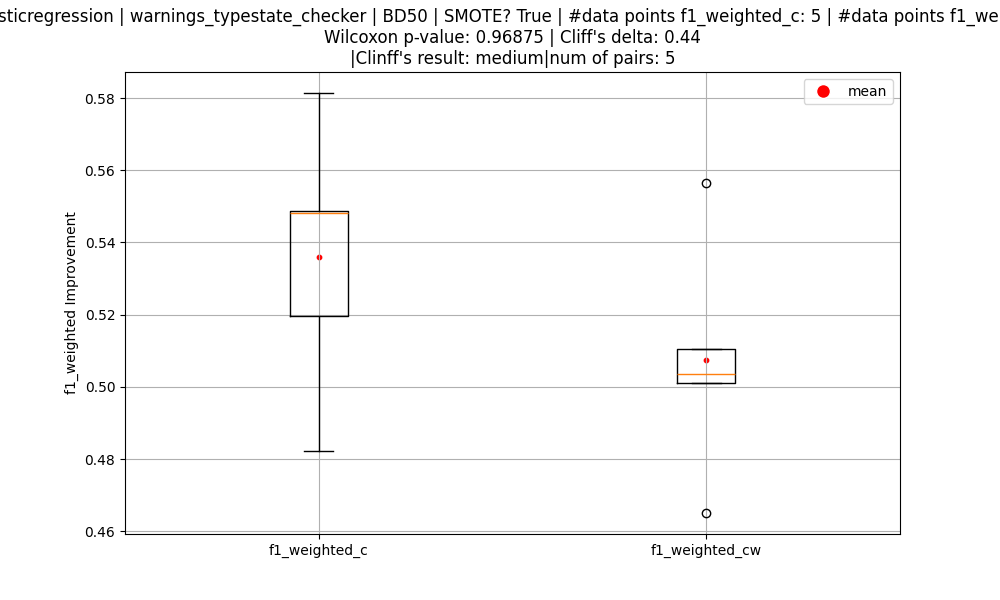 sticregression | warnings_typestate_checker | BD50 | SMOTE? True | #data points f1_weighted_c: 5 | #data points f1_we
Wilcoxon p-value: 0.96875 | Cliff's delta: 0.44
|Clinff's result: medium|num of pairs: 5
mean
0.58
0.56
0.54
0.52
0.50
0.48
0.46
f1_weighted Improvement
f1_weighted_c
f1_weighted_cw